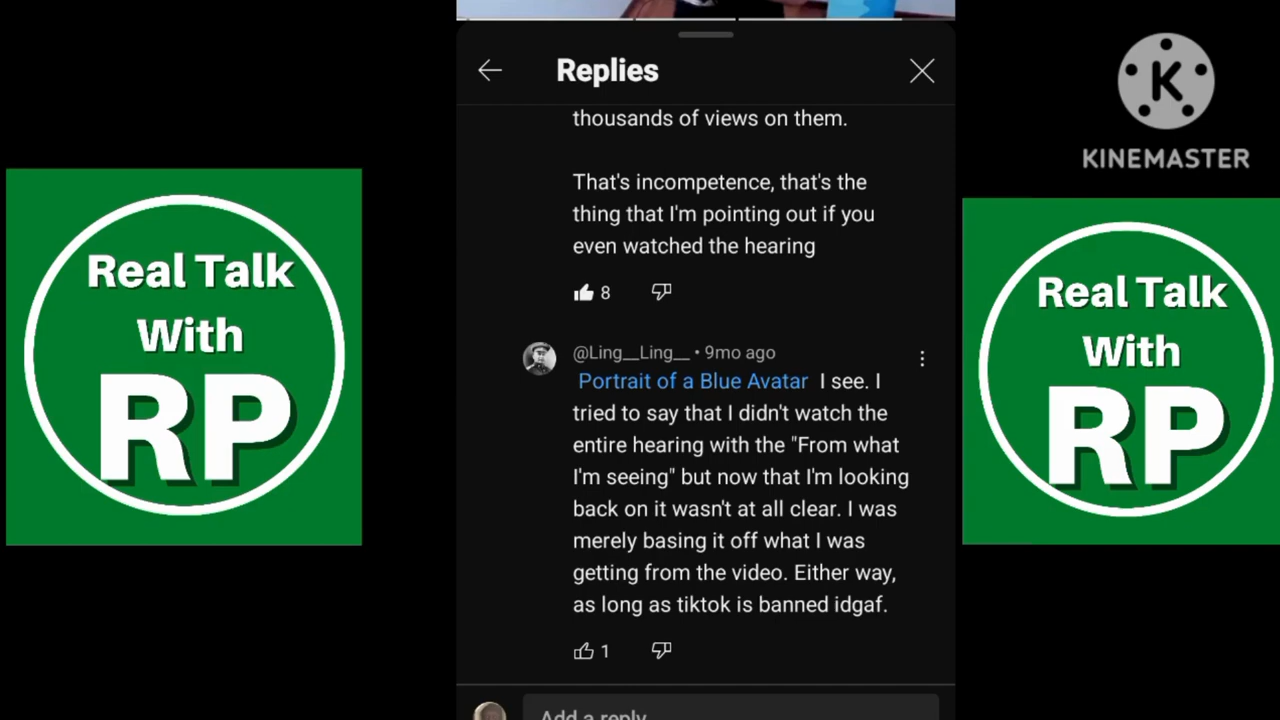 Replies
thousands of views on them.
That's incompetence, that's the
thing that I'm pointing out if you
even watched the hearing
8
@Ling__Ling__ • 9mo ago
Portrait of a Blue Avatar I see. I
tried to say that I didn't watch the
entire hearing with the "From what
I'm seeing" but now that I'm looking
back on it wasn't at all clear. I was
merely basing it off what I was
getting from the video. Either way,
as long as tiktok is banned idgaf.
1
Add a reply
Real Talk
With
RP
K
KINEMASTER
Real Talk
With
RP